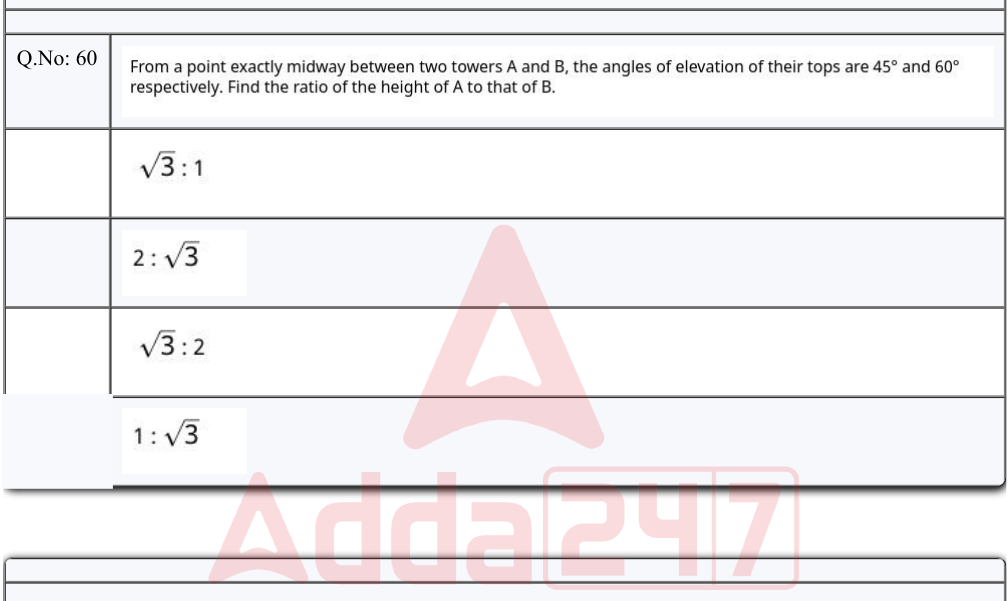 Q.No: 60
From a point exactly midway between two towers A and B, the angles of elevation of their tops are 45° and 60°
respectively. Find the ratio of the height of A to that of B.
√3 : 1
2 : √3
√3 : 2
1 : √3
Adda247